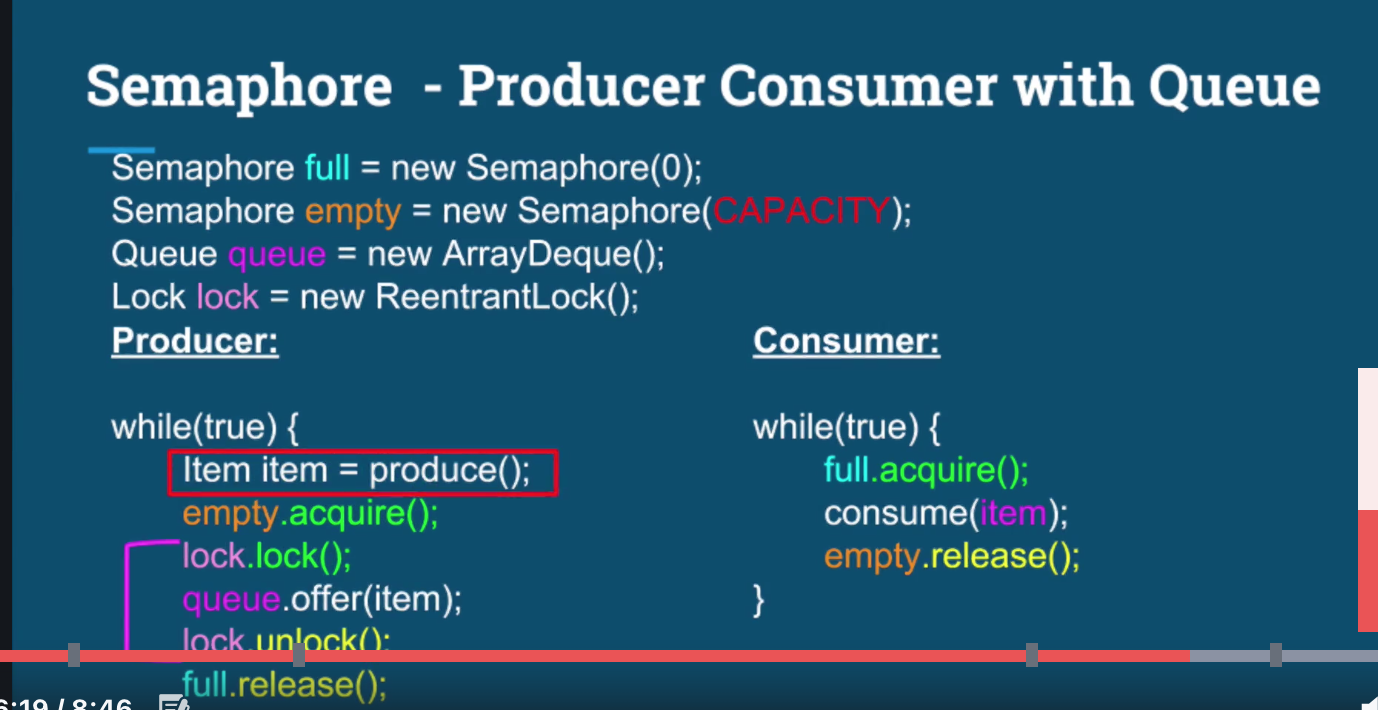 Semaphore - Producer Consumer with Queue
Semaphore full = new Semaphore(0);
Semaphore empty = new Semaphore(CAPACITY);
Queue queue = new ArrayDeque();
Lock lock = new ReentrantLock();
Producer:
while(true) {
Item item = produce();
empty.acquire();
lock.lock();
queue.offer(item);
lock.unlock();
full.release();
Consumer:
while(true) {
full.acquire();
consume(item);
empty.release();
}
6:19 / 8:46